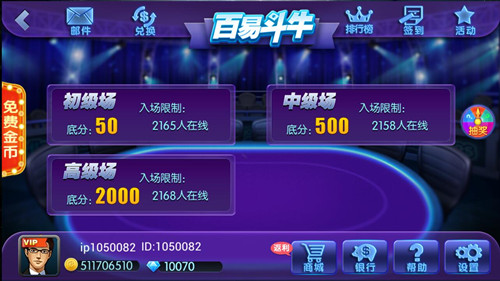 邮件
兑换
百易斗牛
排行榜
签到
活动
免费金币
初级场
入场限制:
底分: 50
2165人在线
中级场
入场限制:
底分: 500
2158人在线
抽奖
高级场
入场限制:
底分: 2000
2168人在线
VIP
ip1050082 ID:1050082
511706510
10070
返利
商城
银行
帮助
设置